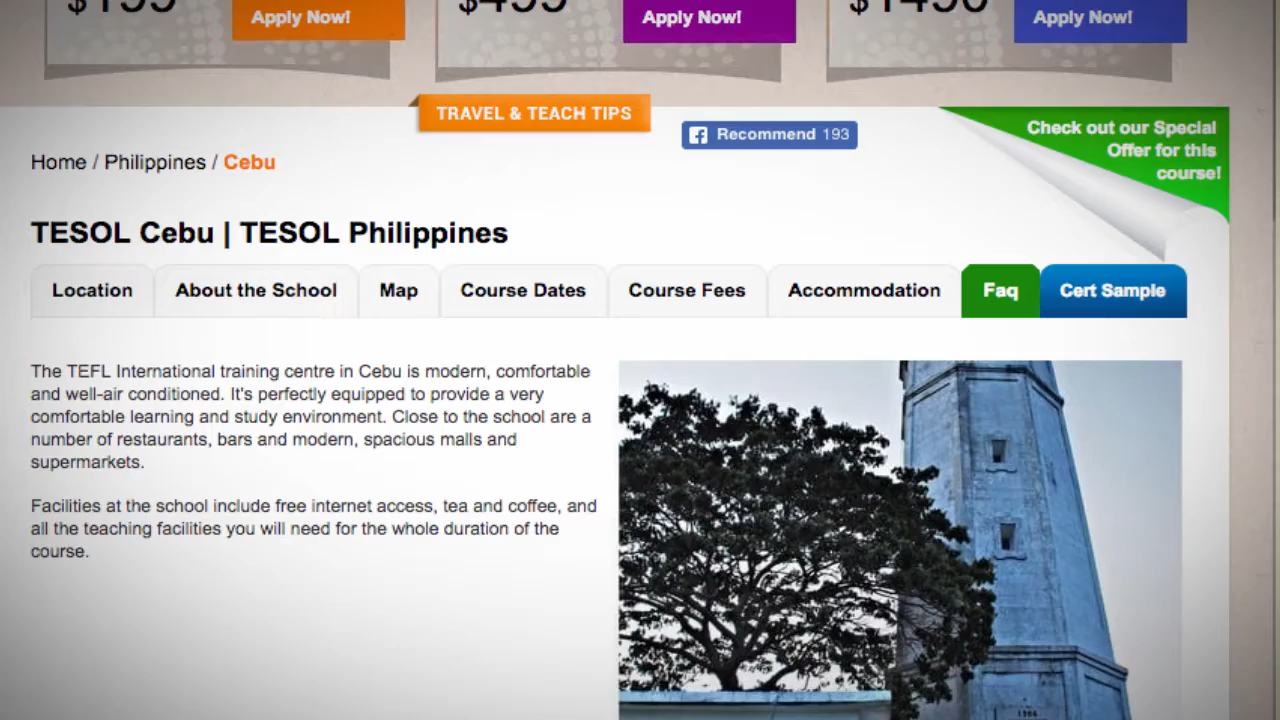 $199
$499
$1490
Apply Now!
Apply Now!
Apply Now!
TRAVEL & TEACH TIPS
Recommend 193
Check out our Special
Offer for this
course!
Home / Philippines / Cebu
TESOL Cebu | TESOL Philippines
Location
About the School
Map
Course Dates
Course Fees
Accommodation
Faq
Cert Sample
The TEFL International training centre in Cebu is modern, comfortable
and well-air conditioned. It's perfectly equipped to provide a very
comfortable learning and study environment. Close to the school are a
number of restaurants, bars and modern, spacious malls and
supermarkets.
Facilities at the school include free internet access, tea and coffee, and
all the teaching facilities you will need for the whole duration of the
course.